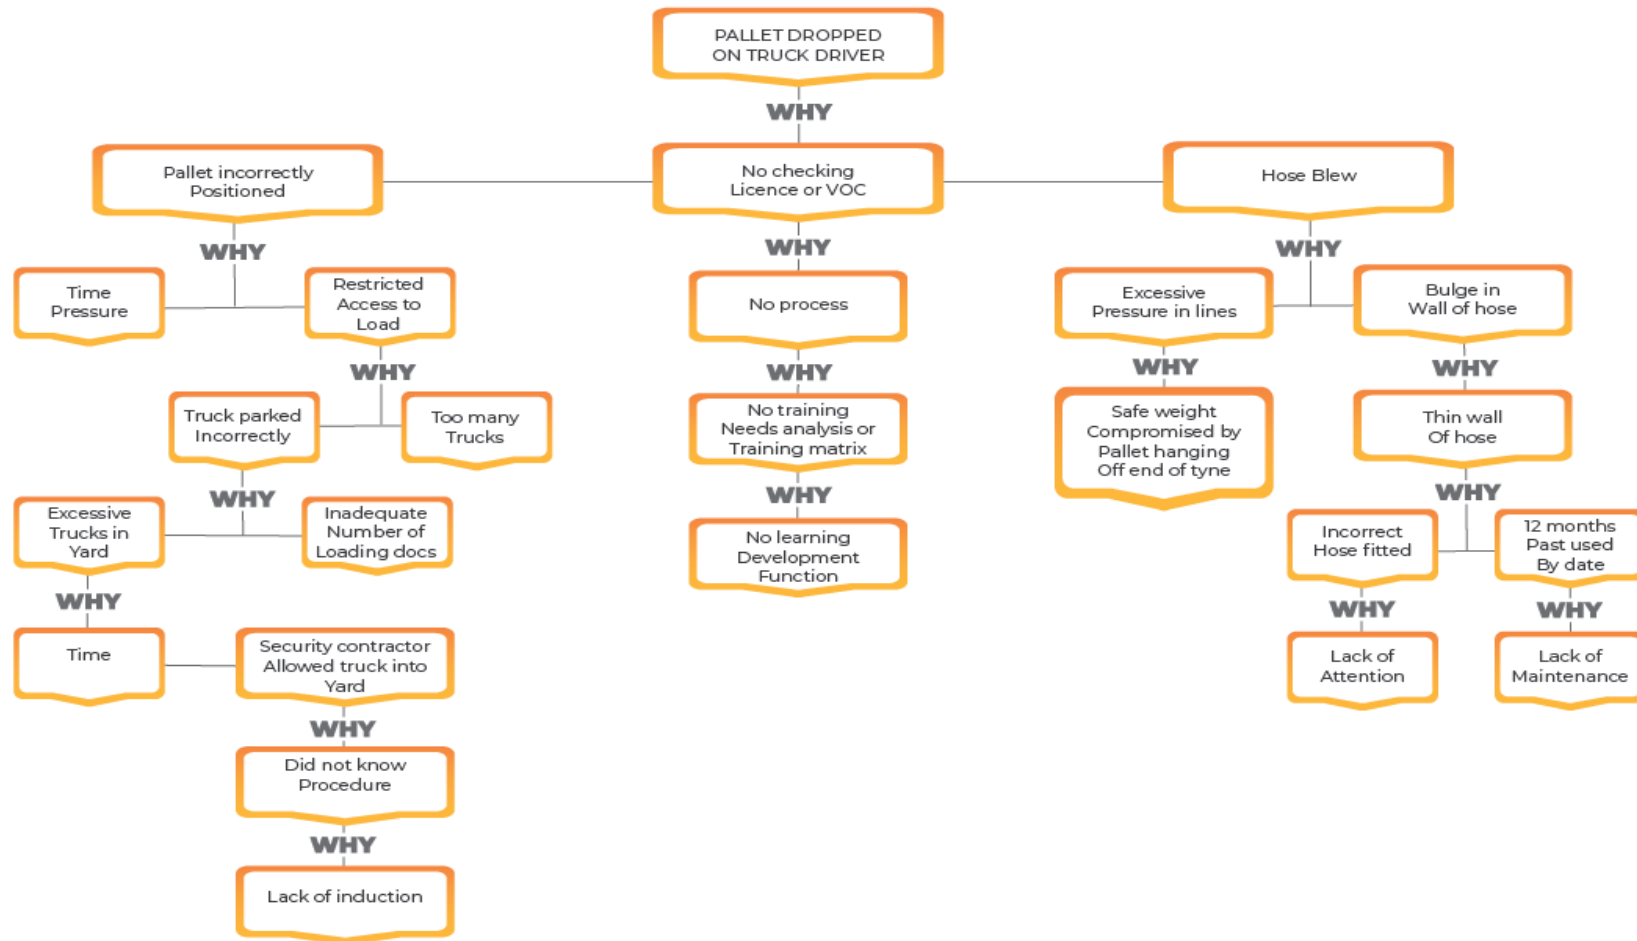 PALLET DROPPED
ON TRUCK DRIVER
WHY
Pallet incorrectly
Positioned
No checking
Licence or VOC
Hose Blew
WHY
WHY
WHY
Time
Pressure
Restricted
Access to
Load
No process
Excessive
Pressure in lines
Bulge in
Wall of hose
WHY
WHY
WHY
WHY
Truck parked
Incorrectly
Too many
Trucks
No training
Needs analysis or
Training matrix
Safe weight
Compromised by
Pallet hanging
Off end of tyne
Thin wall
Of hose
WHY
WHY
WHY
Excessive
Trucks in
Yard
Inadequate
Number of
Loading docs
No learning
Development
Function
Incorrect
Hose fitted
12 months
Past used
By date
WHY
WHY
WHY
Time
Security contractor
Allowed truck into
Yard
Lack of
Attention
Lack of
Maintenance
WHY
Did not know
Procedure
WHY
Lack of induction